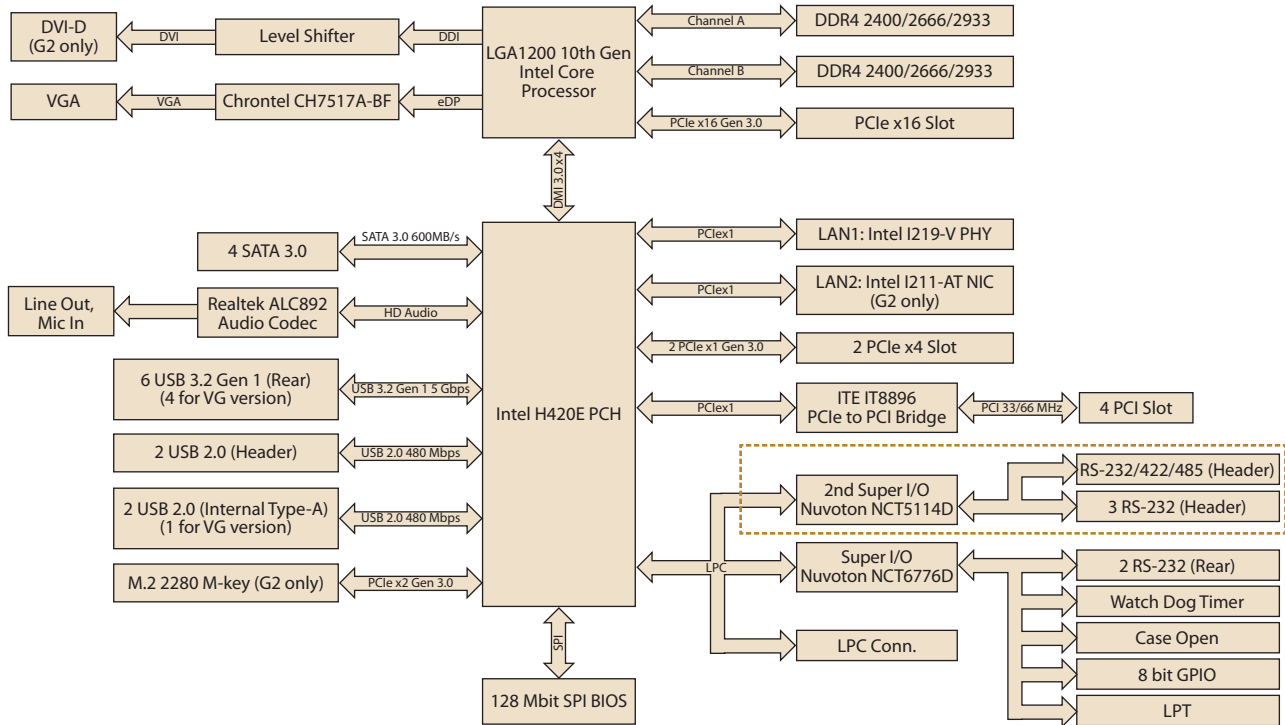 DVI-D
(G2 only)
DVI
Level Shifter
DDI
VGA
VGA
Chrontel CH7517A-BF
eDP
LGA1200 10th Gen
Intel Core
Processor
Channel A
DDR4 2400/2666/2933
Channel B
DDR4 2400/2666/2933
PCIe x16 Gen 3.0
PCIe x16 Slot
DMI 3.0 x4
4 SATA 3.0
SATA 3.0 600MB/s
Line Out,
Mic In
Realtek ALC892
Audio Codec
HD Audio
6 USB 3.2 Gen 1 (Rear)
(4 for VG version)
USB 3.2 Gen 1 5 Gbps
2 USB 2.0 (Header)
USB 2.0 480 Mbps
2 USB 2.0 (Internal Type-A)
(1 for VG version)
USB 2.0 480 Mbps
M.2 2280 M-key (G2 only)
PCIe x2 Gen 3.0
Intel H420E PCH
PCIex1
LAN1: Intel I219-V PHY
PCIex1
LAN2: Intel I211-AT NIC
(G2 only)
2 PCIe x1 Gen 3.0
2 PCIe x4 Slot
PCIex1
ITE IT8896
PCIe to PCI Bridge
PCI 33/66 MHz
4 PCI Slot
2nd Super I/O
Nuvoton NCT5114D
RS-232/422/485 (Header)
3 RS-232 (Header)
LPC
Super I/O
Nuvoton NCT6776D
2 RS-232 (Rear)
Watch Dog Timer
Case Open
8 bit GPIO
LPT
LPC Conn.
SPI
128 Mbit SPI BIOS